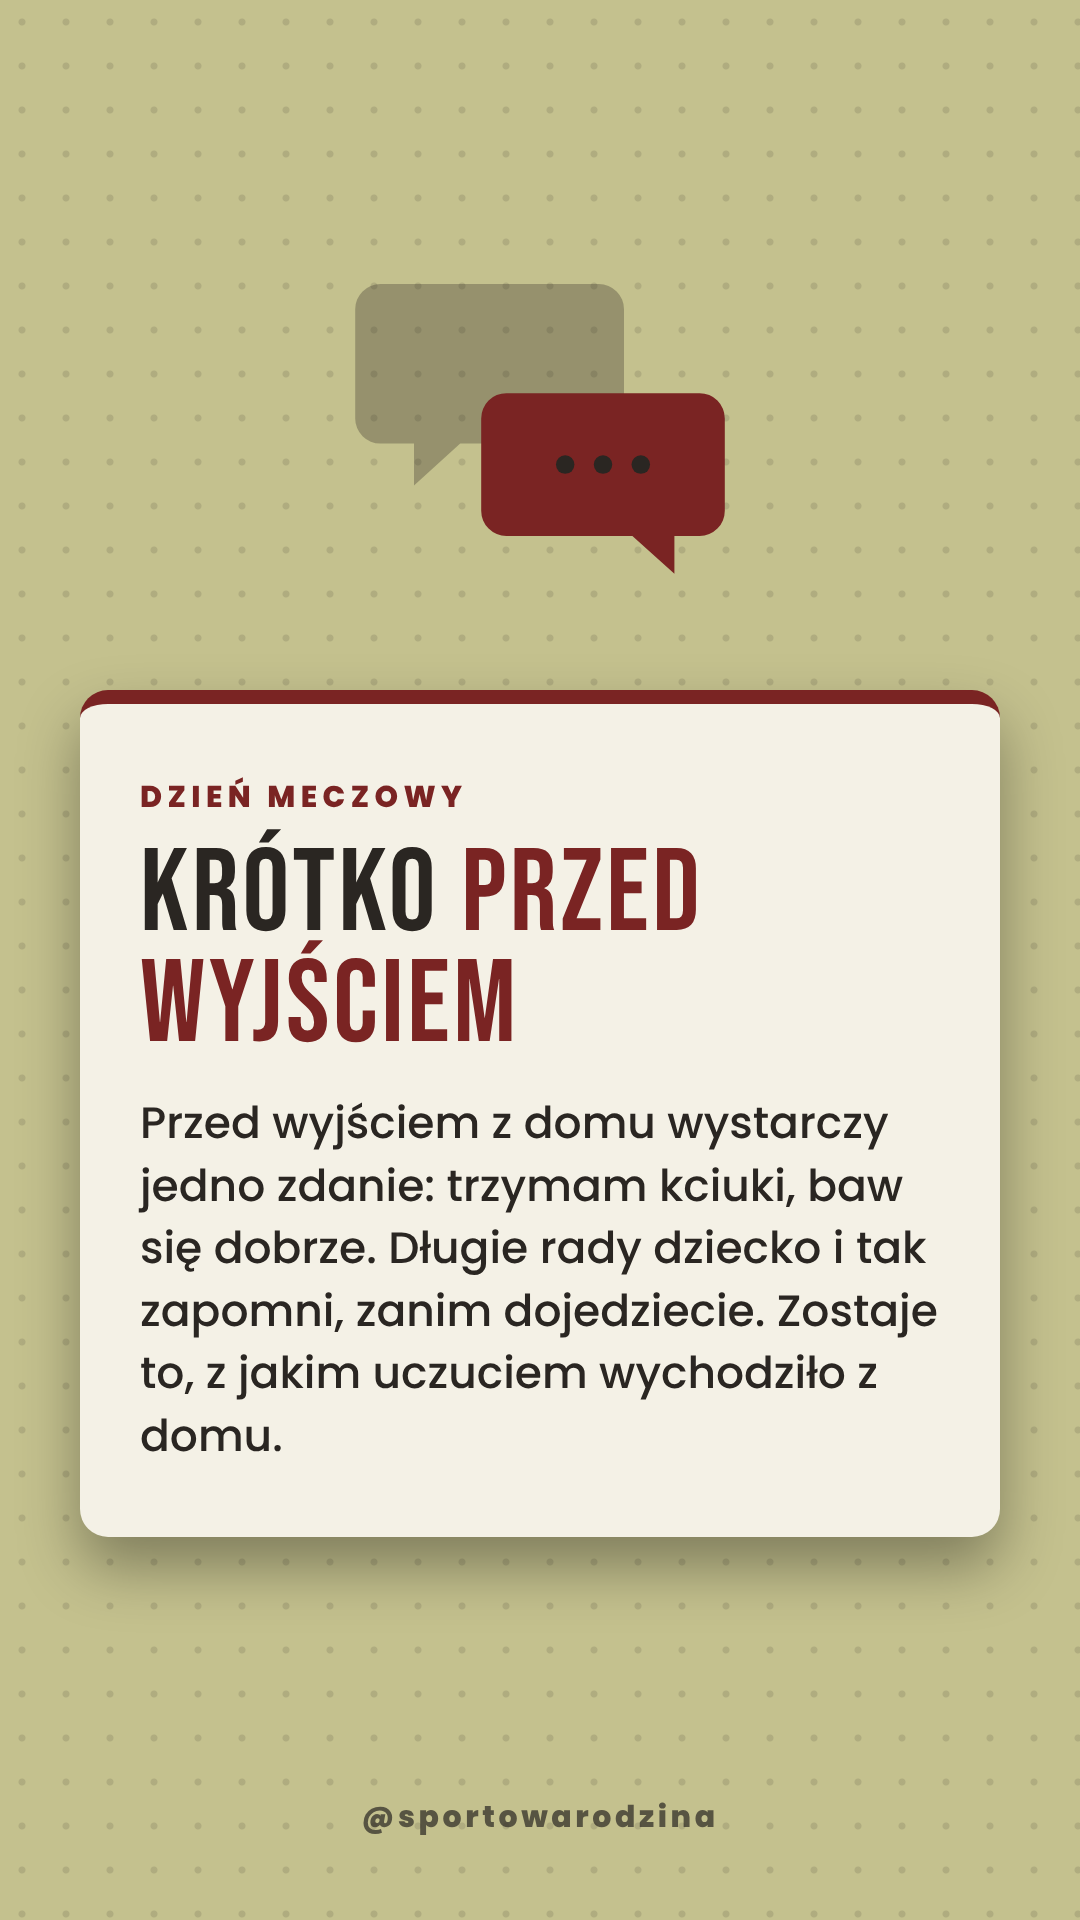 DZIEŃ MECZOWY
KRÓTKO PRZED
WYJŚCIEM
Przed wyjściem z domu wystarczy
jedno zdanie: trzymam kciuki, baw
się dobrze. Długie rady dziecko i tak
zapomni, zanim dojedziecie. Zostaje
to, z jakim uczuciem wychodziło z
domu.
@sportowarodzina